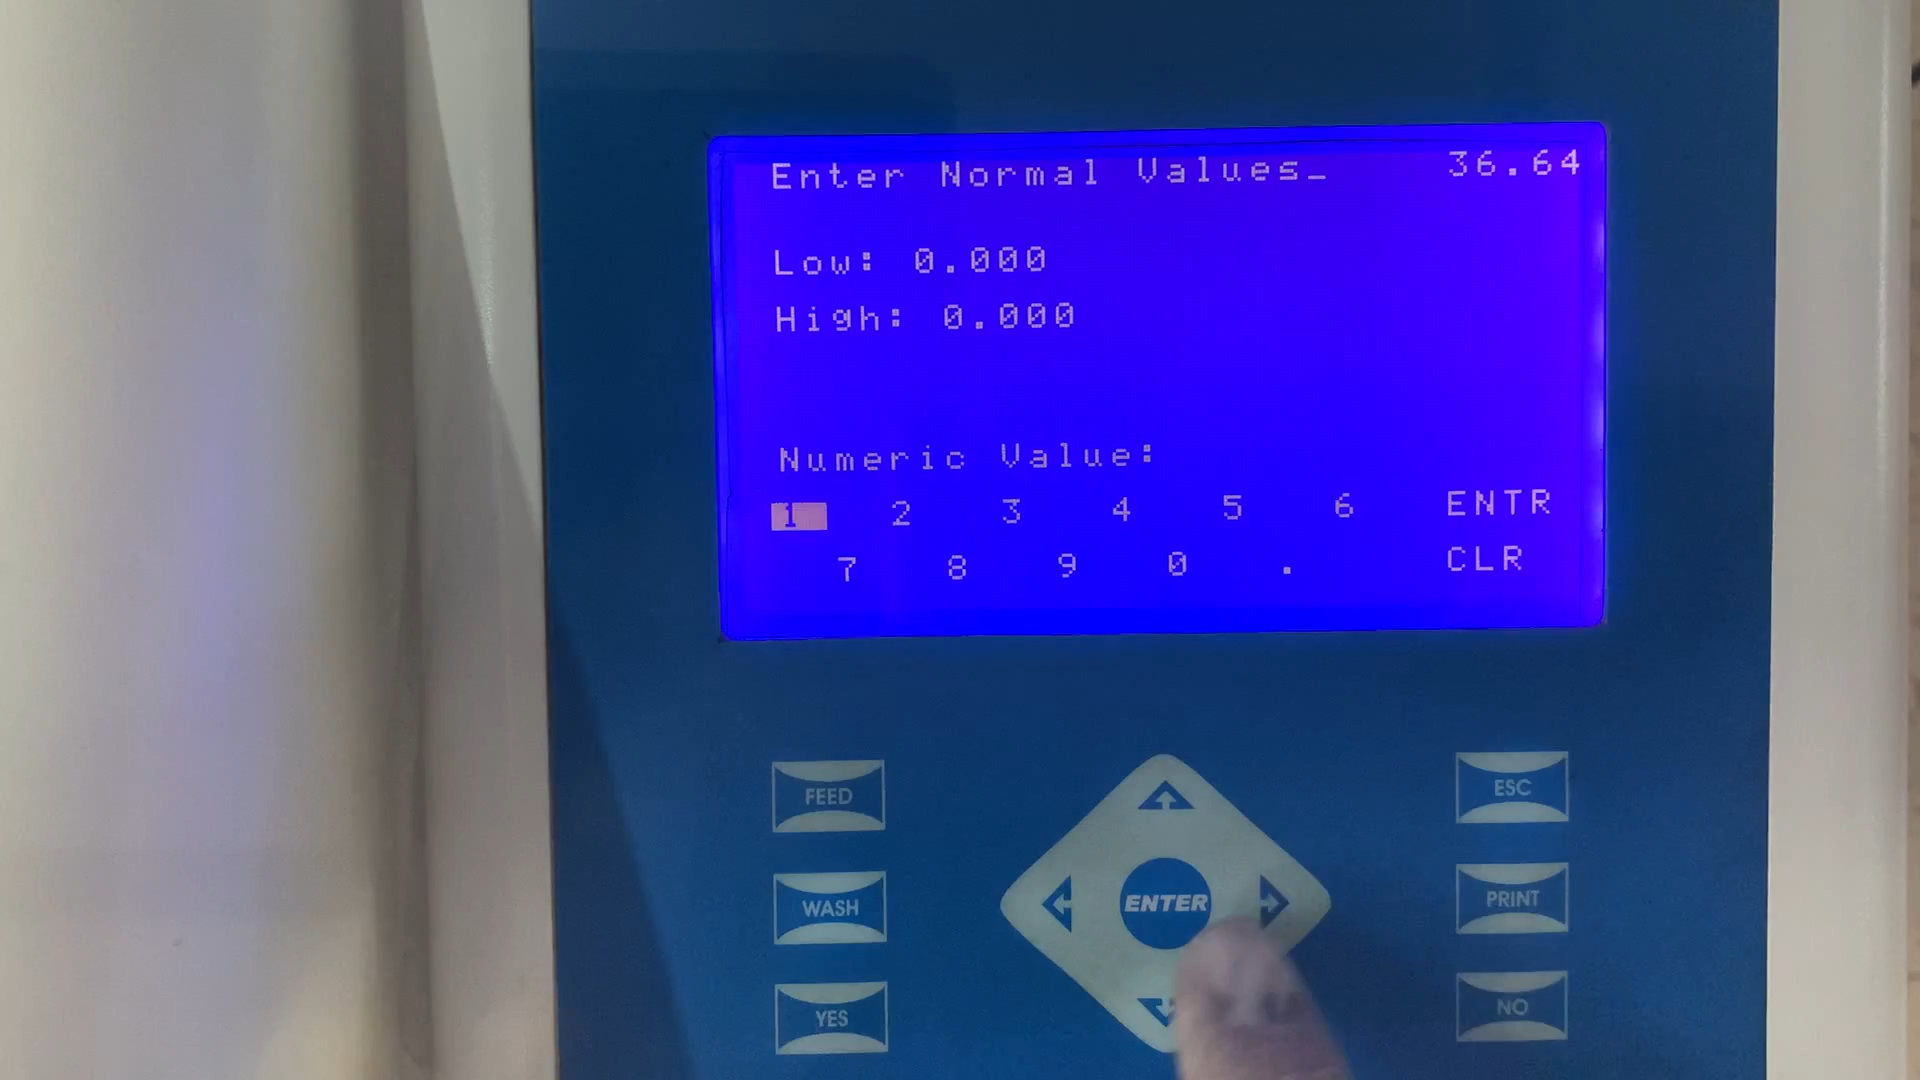 Enter Normal Values_ 36.64
Low: 0.000
High: 0.000
Numeric Value:
1 2 3 4 5 6 ENTR
7 8 9 0 . CLR
FEED ESC
WASH ENTER PRINT
YES NO